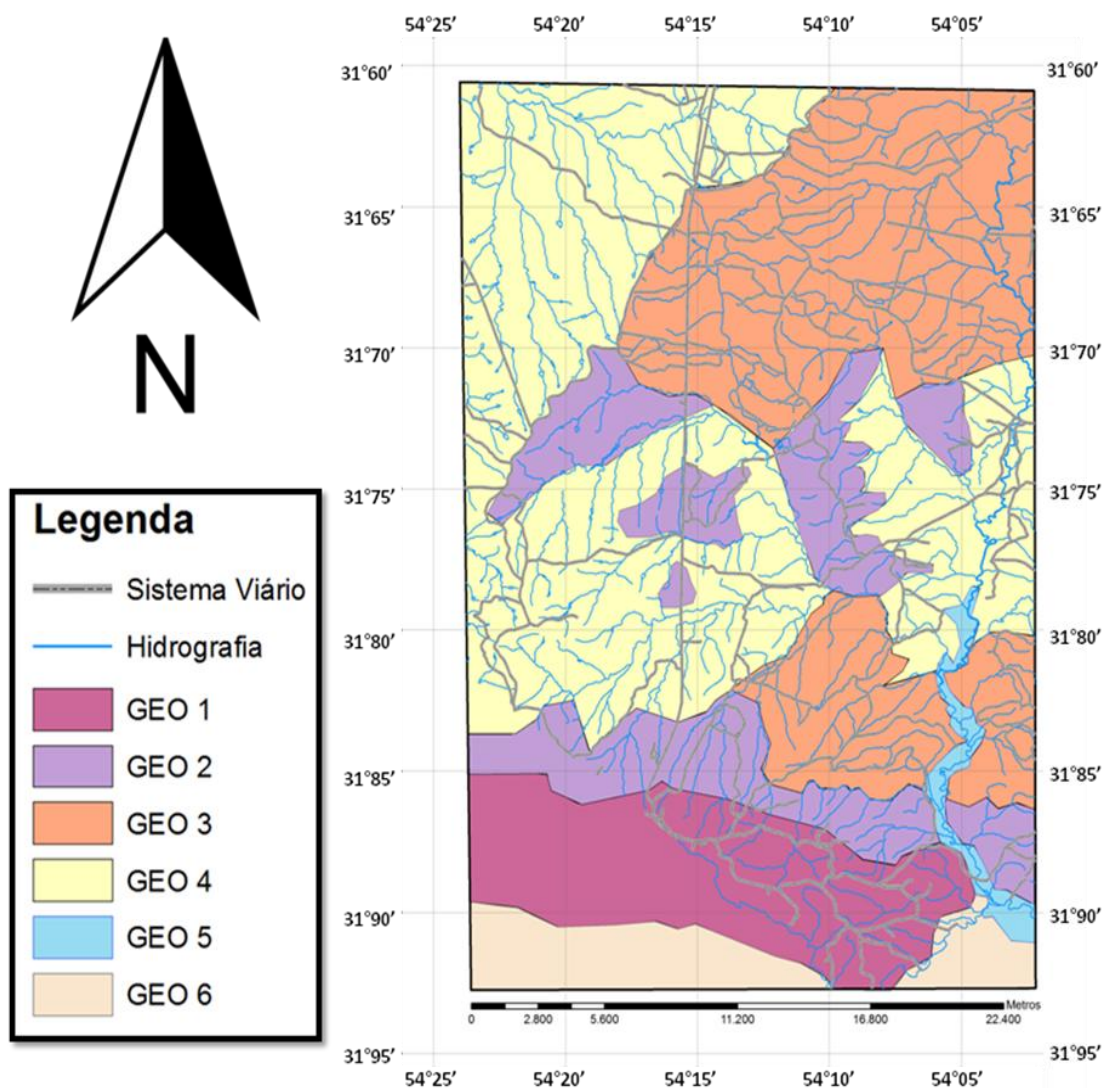 54°25’ 54°20’ 54°15’ 54°10’ 54°05’
31°60’ 31°60’
31°65’ 31°65’
31°70’ 31°70’
31°75’ 31°75’
31°80’ 31°80’
31°85’ 31°85’
31°90’ 31°90’
31°95’ 31°95’
54°25’ 54°20’ 54°15’ 54°10’ 54°05’
N
Legenda
Sistema Viário
Hidrografia
GEO 1
GEO 2
GEO 3
GEO 4
GEO 5
GEO 6
Metros
0 2.800 5.600 11.200 16.800 22.400